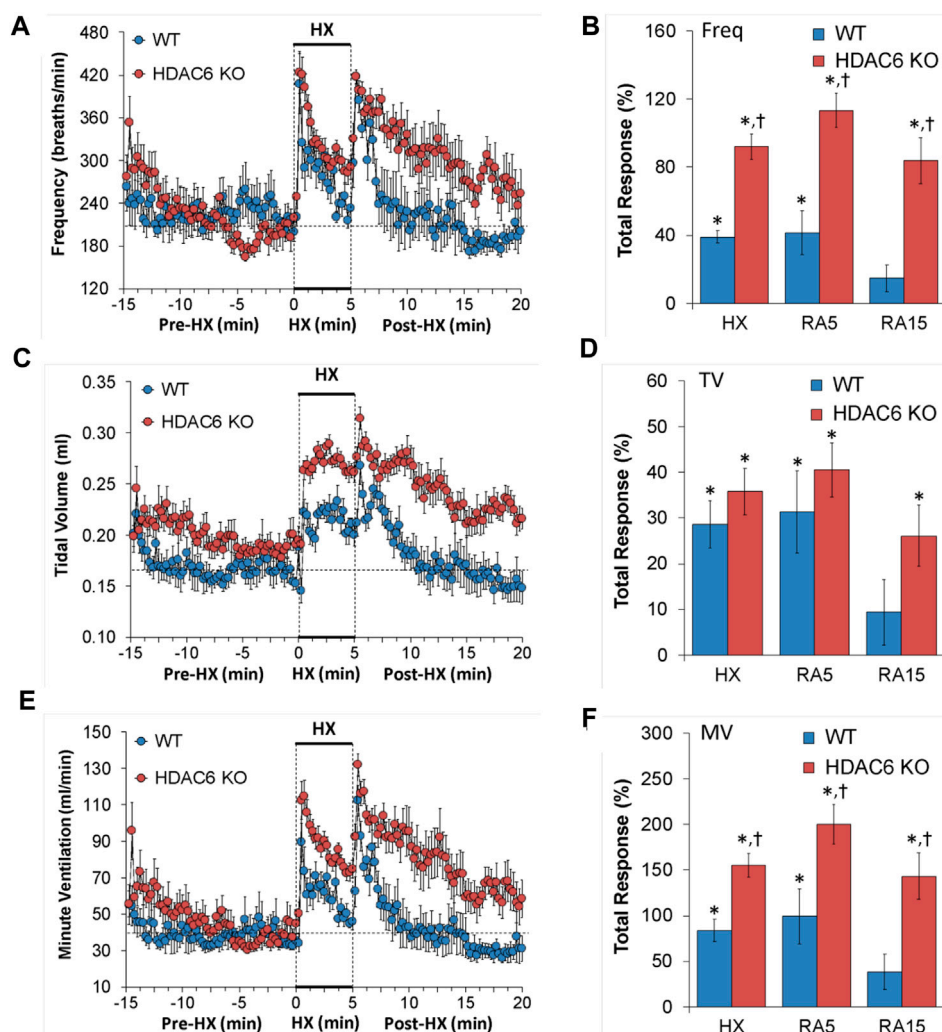 A
WT
HDAC6 KO
HX
Frequency (breaths/min)
480
420
360
300
240
180
120
-15 -10 -5 0 5 10 15 20
Pre-HX (min) HX (min) Post-HX (min)
B
Freq
WT
HDAC6 KO
Total Response (%)
160
120
80
40
0
* *,† * *,† *,†
HX RA5 RA15
C
WT
HDAC6 KO
HX
Tidal Volume (ml)
0.35
0.30
0.25
0.20
0.15
0.10
-15 -10 -5 0 5 10 15 20
Pre-HX (min) HX (min) Post-HX (min)
D
TV
WT
HDAC6 KO
Total Response (%)
60
50
40
30
20
10
0
* * * * *
HX RA5 RA15
E
WT
HDAC6 KO
HX
Minute Ventilation (ml/min)
150
130
110
90
70
50
30
10
-15 -10 -5 0 5 10 15 20
Pre-HX (min) HX (min) Post-HX (min)
F
MV
WT
HDAC6 KO
Total Response (%)
300
250
200
150
100
50
0
* *,† * *,† *,†
HX RA5 RA15